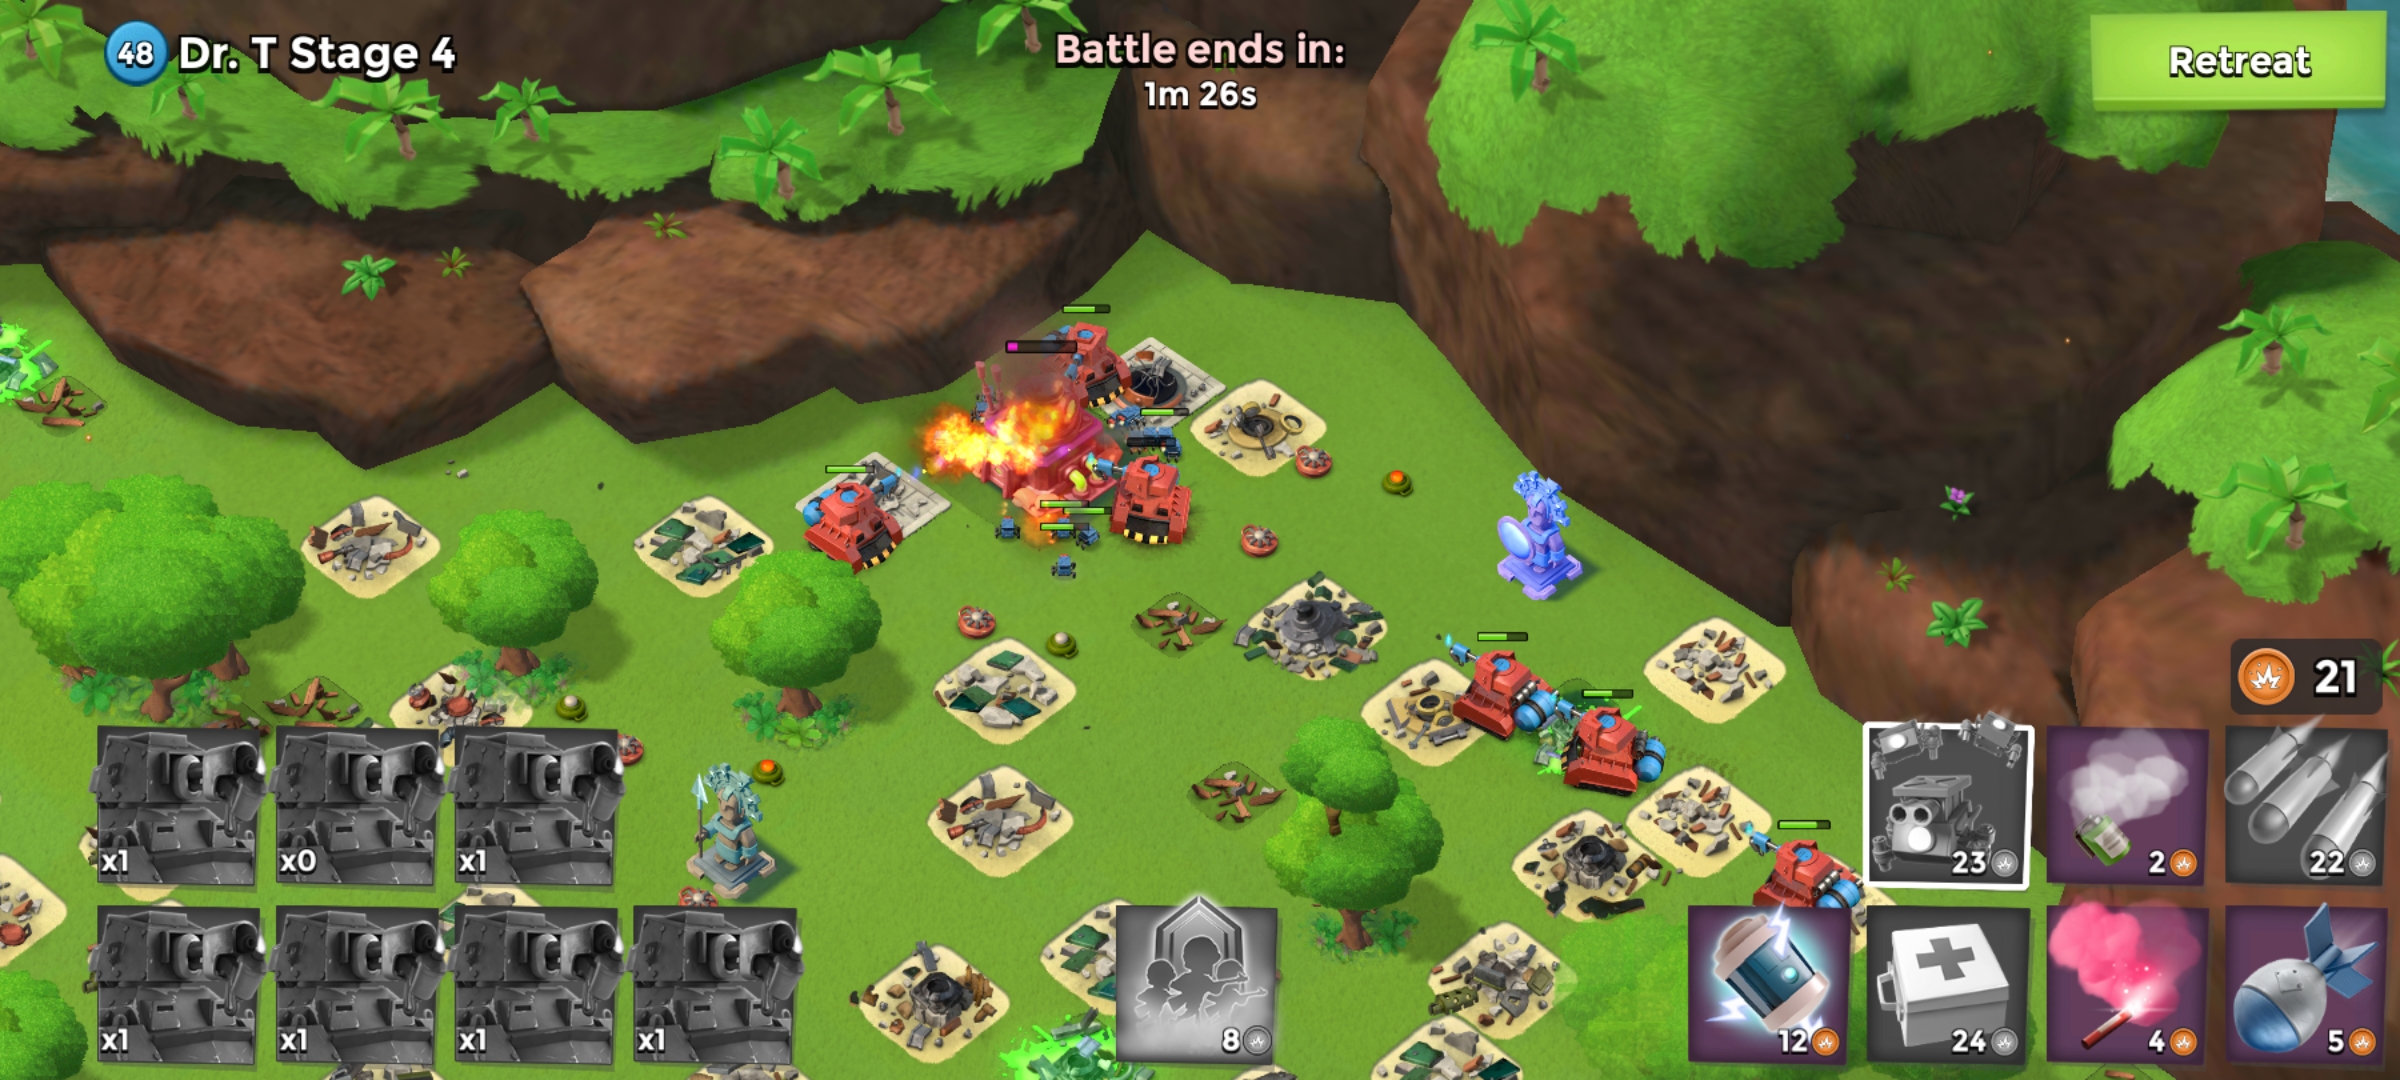 48 Dr. T Stage 4
Battle ends in:
1m 26s
Retreat
21
x1
x0
x1
23
2
22
x1
x1
x1
x1
8
12
24
4
5